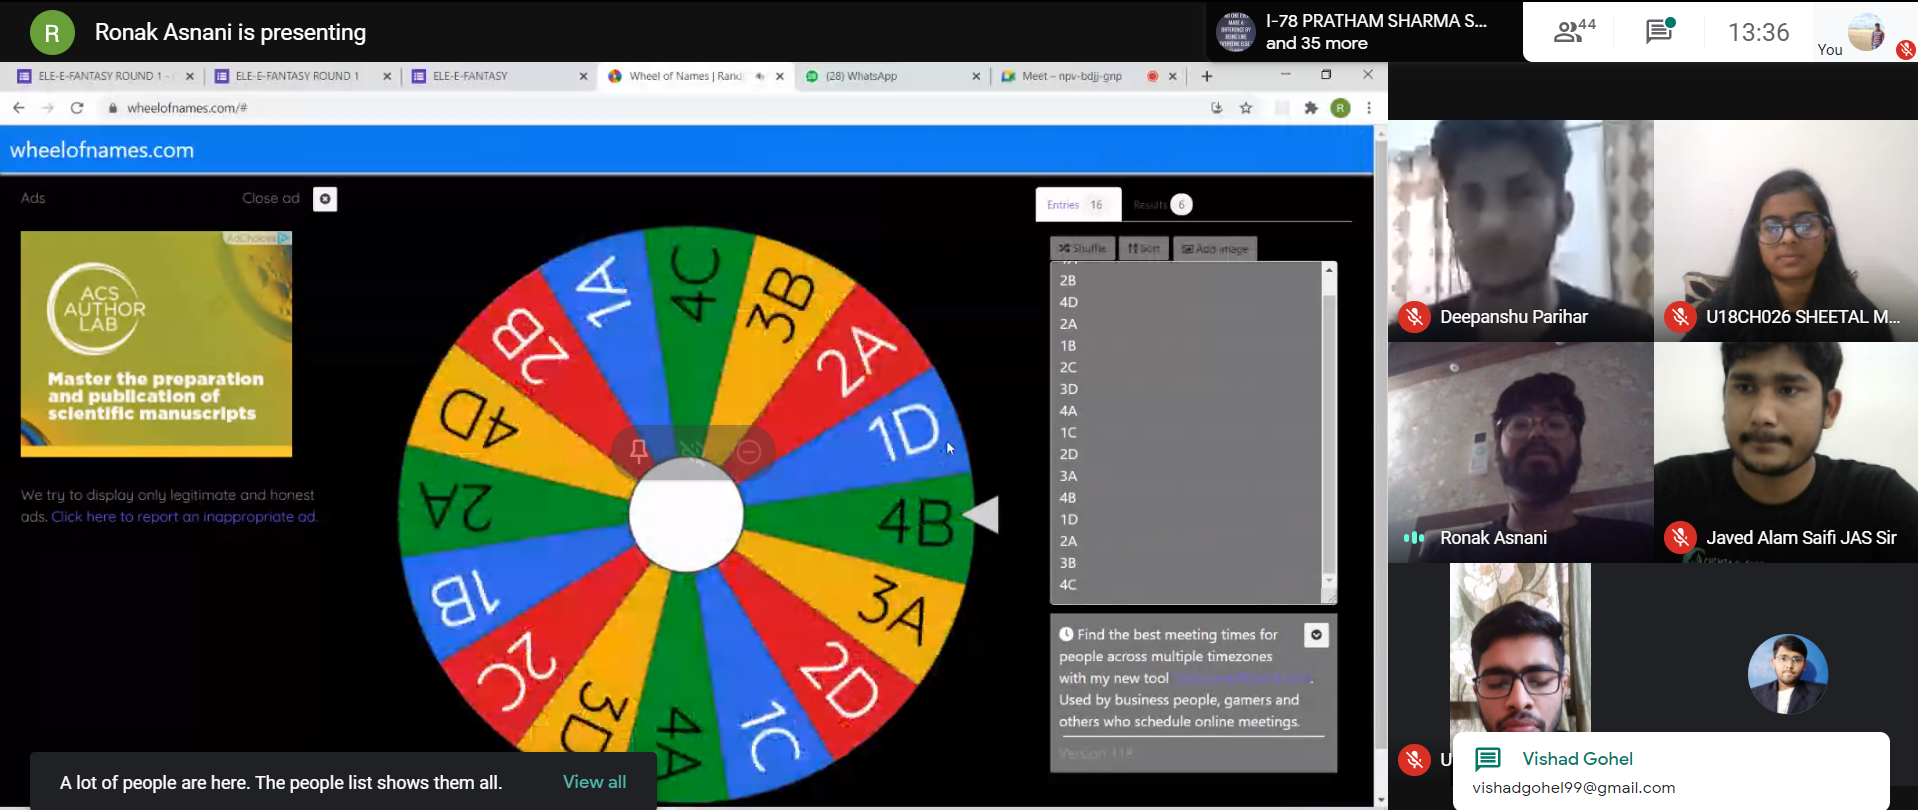 R
Ronak Asnani is presenting
I-78 PRATHAM SHARMA S...
and 35 more
44
13:36
You
ELE-E-FANTASY ROUND 1 -
ELE-E-FANTASY ROUND 1
ELE-E-FANTASY
Wheel of Names | Rand
(28) WhatsApp
Meet – npv-bdjj-gnp
wheelofnames.com/#
R
wheelofnames.com
Ads
Close ad
AdChoices
ACS
AUTHOR
LAB
Master the preparation
and publication of
scientific manuscripts
We try to display only legitimate and honest
ads. Click here to report an inappropriate ad.
4C
3B
2A
1D
4B
3A
2D
1C
4A
3D
2C
1B
2A
4D
2B
1A
Entries 16
Results 6
Shuffle
Sort
Add image
2B
4D
2A
1B
2C
3D
4A
1C
2D
3A
4B
1D
2A
3B
4C
Find the best meeting times for
people across multiple timezones
with my new tool
Used by business people, gamers and
others who schedule online meetings.
Deepanshu Parihar
U18CH026 SHEETAL M...
Ronak Asnani
Javed Alam Saifi JAS Sir
U
A lot of people are here. The people list shows them all.
View all
Vishad Gohel
vishadgohel99@gmail.com